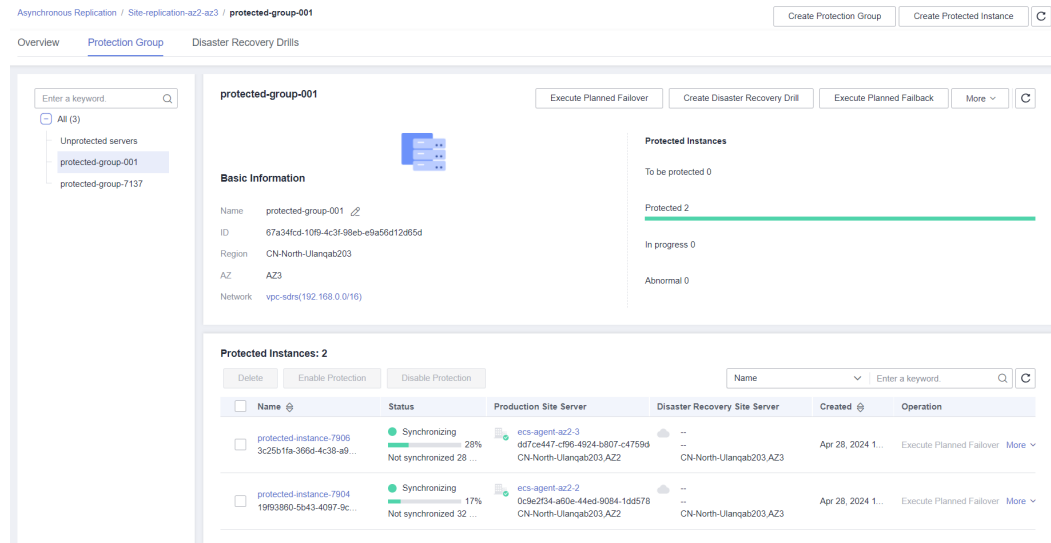 Asynchronous Replication / Site-replication-az2-az3 / protected-group-001
Create Protection Group
Create Protected Instance
Overview
Protection Group
Disaster Recovery Drills
Enter a keyword.
All (3)
Unprotected servers
protected-group-001
protected-group-7137
protected-group-001
Execute Planned Failover
Create Disaster Recovery Drill
Execute Planned Failback
More
Basic Information
Name protected-group-001
ID 67a34fcd-10f9-4c3f-98eb-e9a56d12d65d
Region CN-North-Ulanqab203
AZ AZ3
Network vpc-sdrs(192.168.0.0/16)
Protected Instances
To be protected 0
Protected 2
In progress 0
Abnormal 0
Protected Instances: 2
Delete
Enable Protection
Disable Protection
Name
Enter a keyword.
Name Status Production Site Server Disaster Recovery Site Server Created Operation
protected-instance-7906
3c25b1fa-366d-4c38-a9...
Synchronizing
28%
Not synchronized 28 ...
ecs-agent-az2-3
dd7ce447-cf96-4924-b807-c4759d
CN-North-Ulanqab203,AZ2
--
--
CN-North-Ulanqab203,AZ3
Apr 28, 2024 1...
Execute Planned Failover More
protected-instance-7904
19f93860-5b43-4097-9c...
Synchronizing
17%
Not synchronized 32 ...
ecs-agent-az2-2
0c9e2f34-a60e-44ed-9084-1dd578
CN-North-Ulanqab203,AZ2
--
--
CN-North-Ulanqab203,AZ3
Apr 28, 2024 1...
Execute Planned Failover More